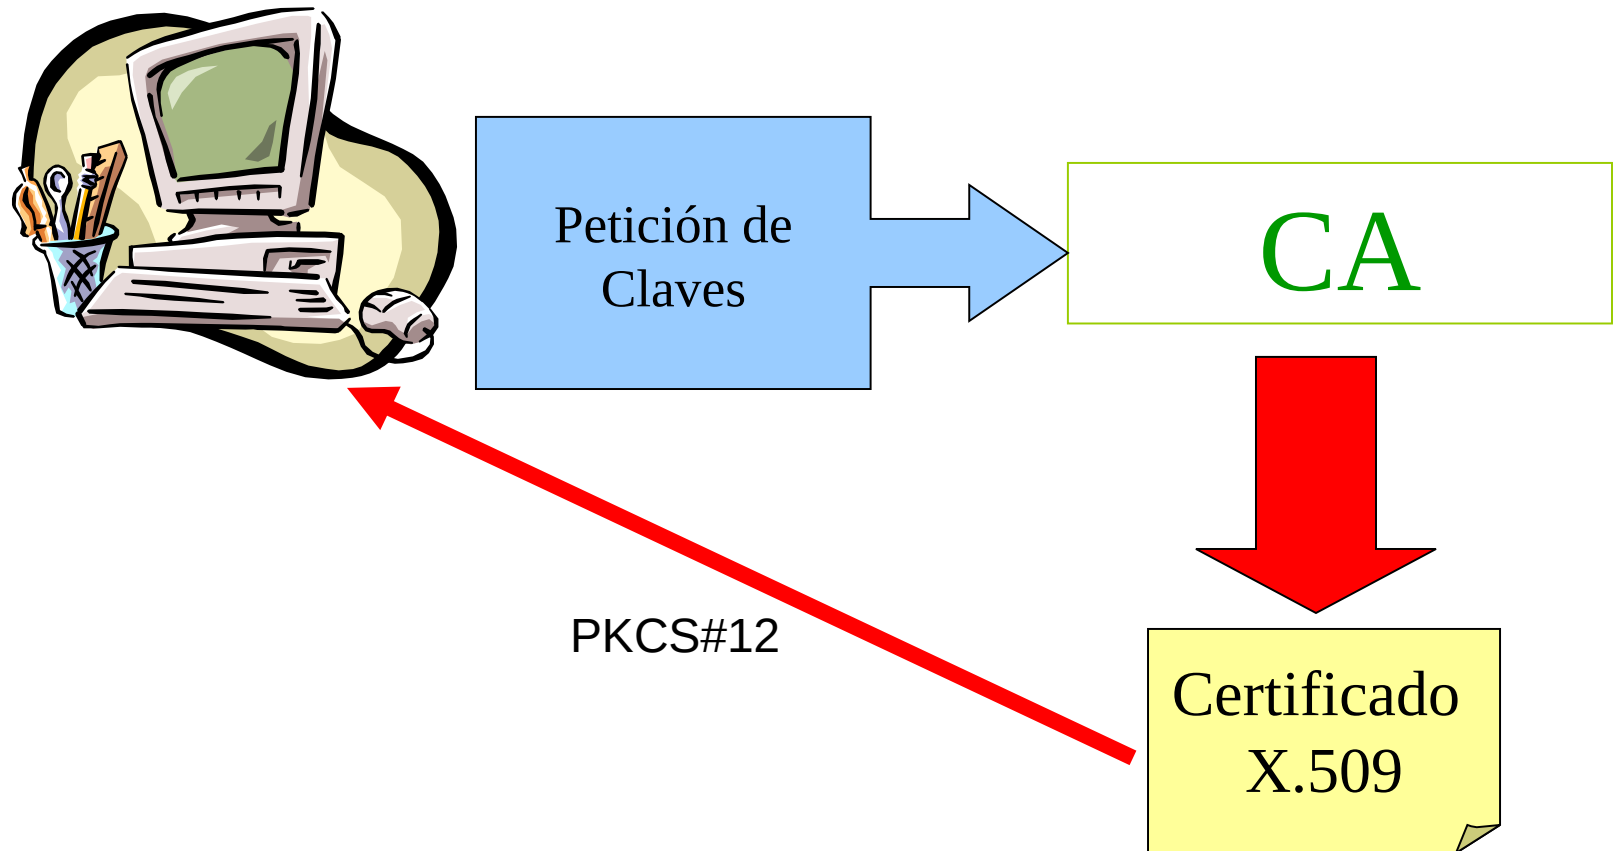 Petición de
Claves
CA
PKCS#12
Certificado
X.509